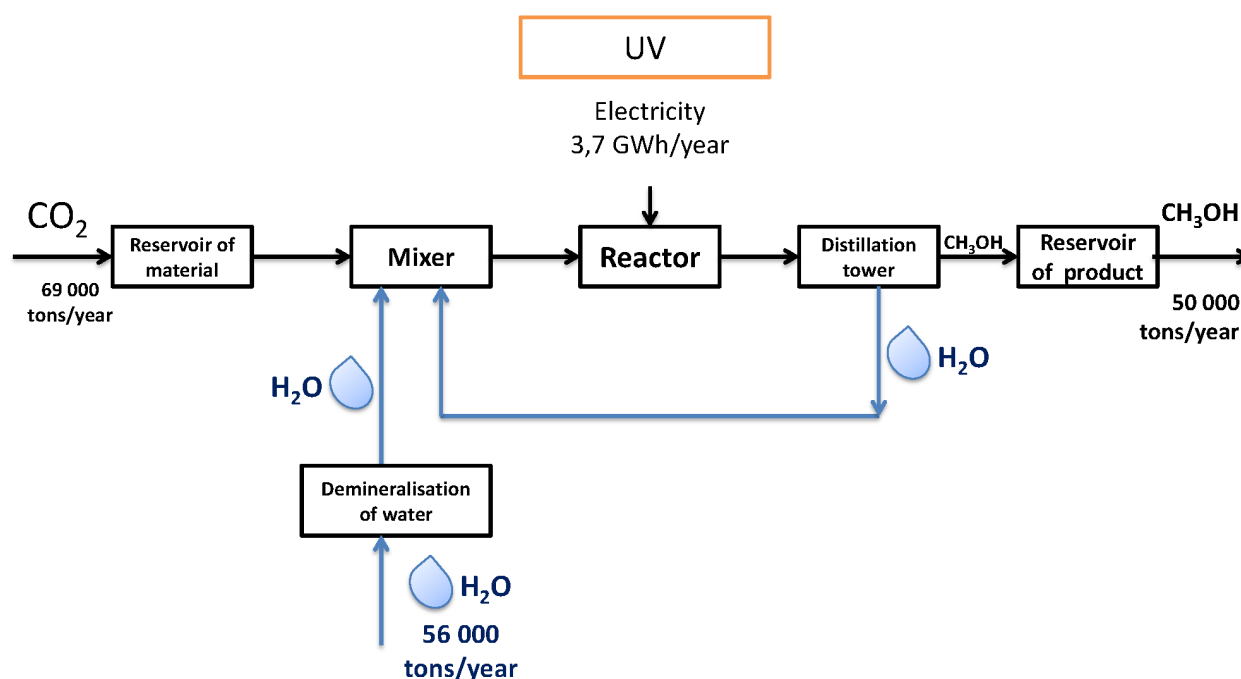 UV
Electricity
3,7 GWh/year
CO₂
69 000
tons/year
Reservoir of
material
Mixer
Reactor
Distillation
tower
CH₃OH
Reservoir
of product
CH₃OH
50 000
tons/year
H₂O
H₂O
Demineralisation
of water
H₂O
56 000
tons/year